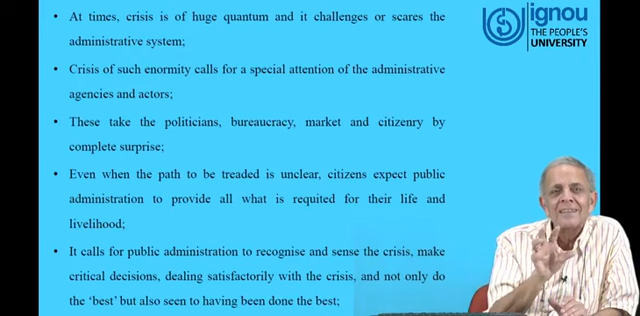 • At times, crisis is of huge quantum and it challenges or scares the
administrative system;
• Crisis of such enormity calls for a special attention of the administrative
agencies and actors;
• These take the politicians, bureaucracy, market and citizenry by
complete surprise;
• Even when the path to be treaded is unclear, citizens expect public
administration to provide all what is requited for their life and
livelihood;
• It calls for public administration to recognise and sense the crisis, make
critical decisions, dealing satisfactorily with the crisis, and not only do
the ‘best’ but also seen to having been done the best;
ignou
THE PEOPLE'S
UNIVERSITY